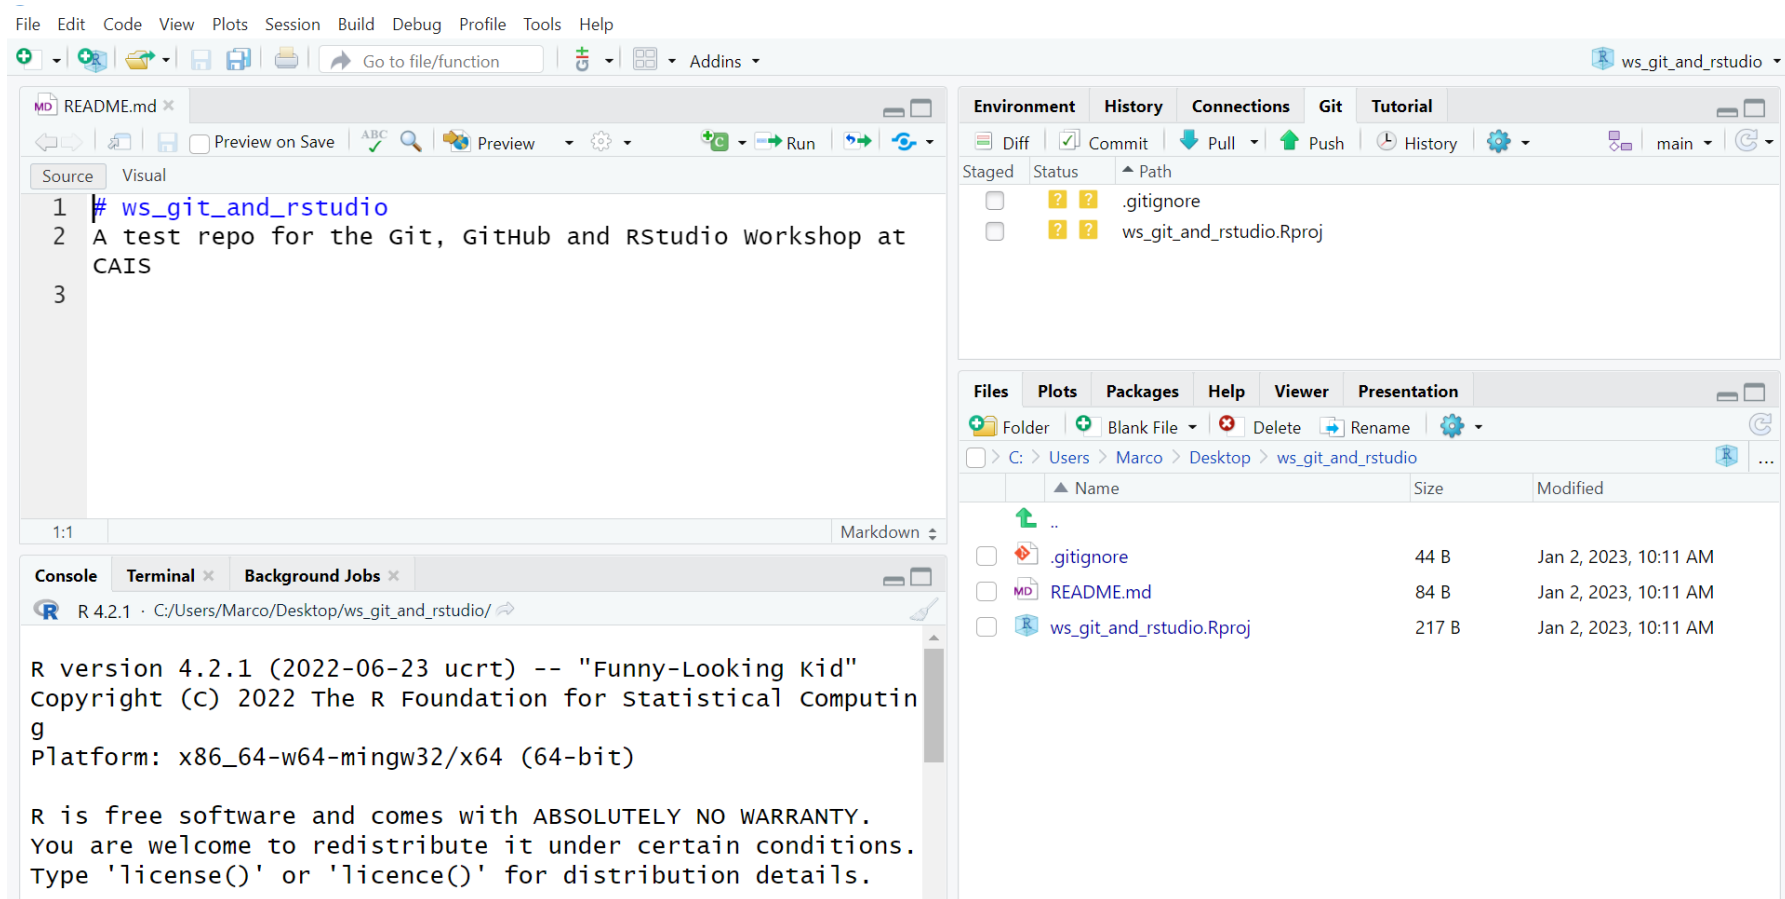 File Edit Code View Plots Session Build Debug Profile Tools Help
Go to file/function Addins ws_git_and_rstudio
README.md
Preview on Save ABC Preview Run
Source Visual
1 # ws_git_and_rstudio
2 A test repo for the Git, GitHub and RStudio Workshop at
CAIS
3
1:1 Markdown
Console Terminal Background Jobs
R 4.2.1 · C:/Users/Marco/Desktop/ws_git_and_rstudio/
R version 4.2.1 (2022-06-23 ucrt) -- "Funny-Looking Kid"
Copyright (C) 2022 The R Foundation for Statistical Computin
g
Platform: x86_64-w64-mingw32/x64 (64-bit)
R is free software and comes with ABSOLUTELY NO WARRANTY.
You are welcome to redistribute it under certain conditions.
Type 'license()' or 'licence()' for distribution details.
Environment History Connections Git Tutorial
Diff Commit Pull Push History main
Staged Status Path
? ? .gitignore
? ? ws_git_and_rstudio.Rproj
Files Plots Packages Help Viewer Presentation
Folder Blank File Delete Rename
C: > Users > Marco > Desktop > ws_git_and_rstudio ...
Name Size Modified
..
.gitignore 44 B Jan 2, 2023, 10:11 AM
MD README.md 84 B Jan 2, 2023, 10:11 AM
ws_git_and_rstudio.Rproj 217 B Jan 2, 2023, 10:11 AM